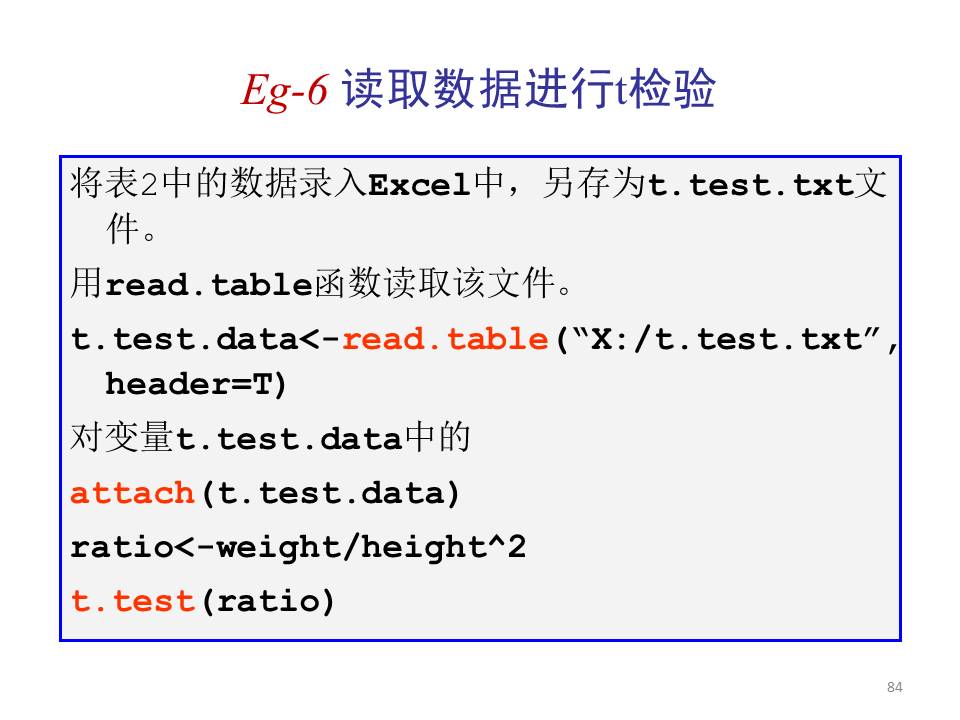 Eg-6 读取数据进行t检验
将表2中的数据录入Excel中，另存为t.test.txt文
件。
用read.table函数读取该文件。
t.test.data<-read.table(“X:/t.test.txt”,
header=T)
对变量t.test.data中的
attach(t.test.data)
ratio<-weight/height^2
t.test(ratio)
84